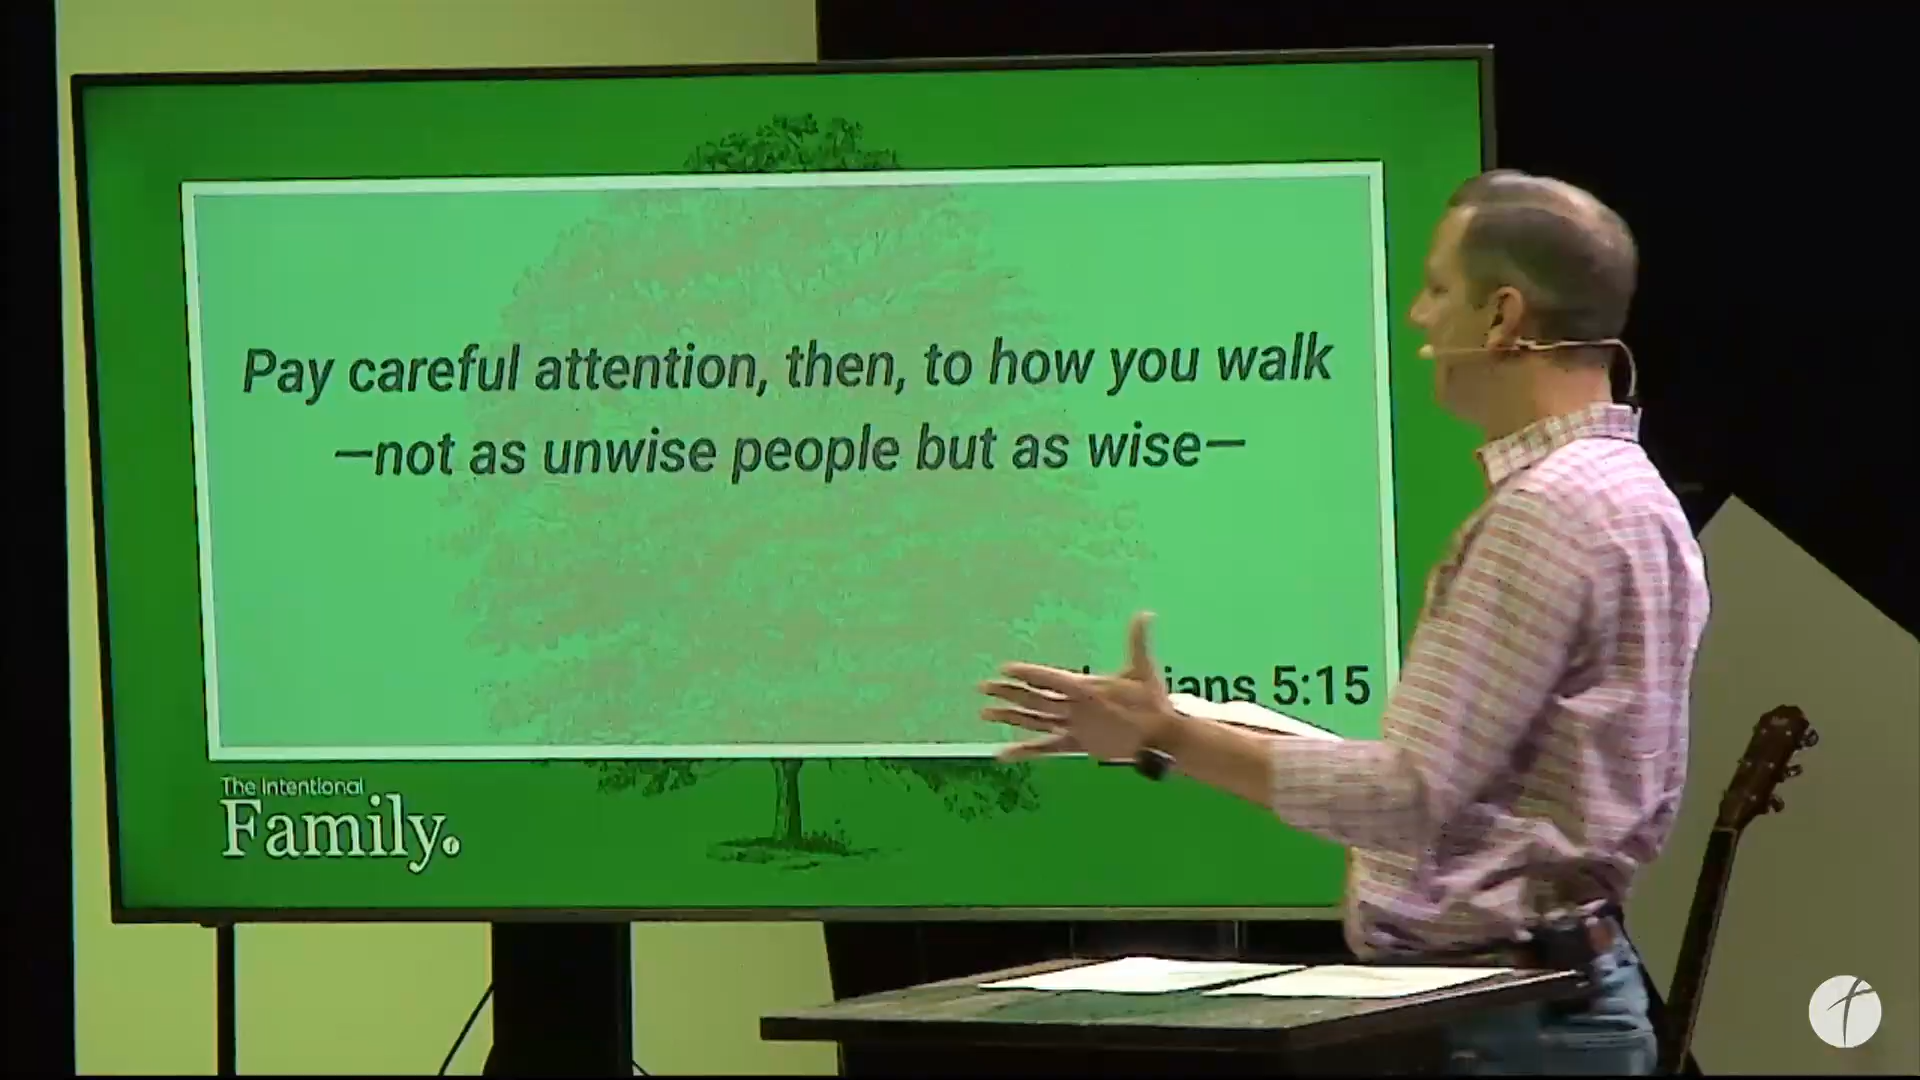 Pay careful attention, then, to how you walk
—not as unwise people but as wise—
5:15
The Intentional
Family.